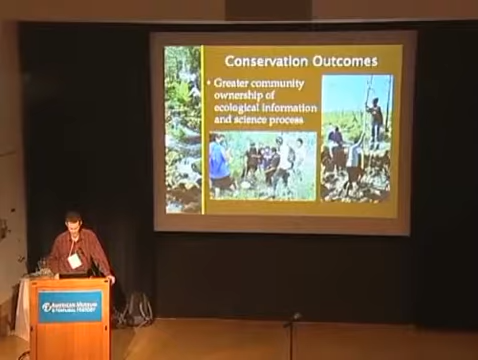 Conservation Outcomes
• Greater community
ownership of
ecological information
and science process
AMERICAN MUSEUM
& NATURAL HISTORY